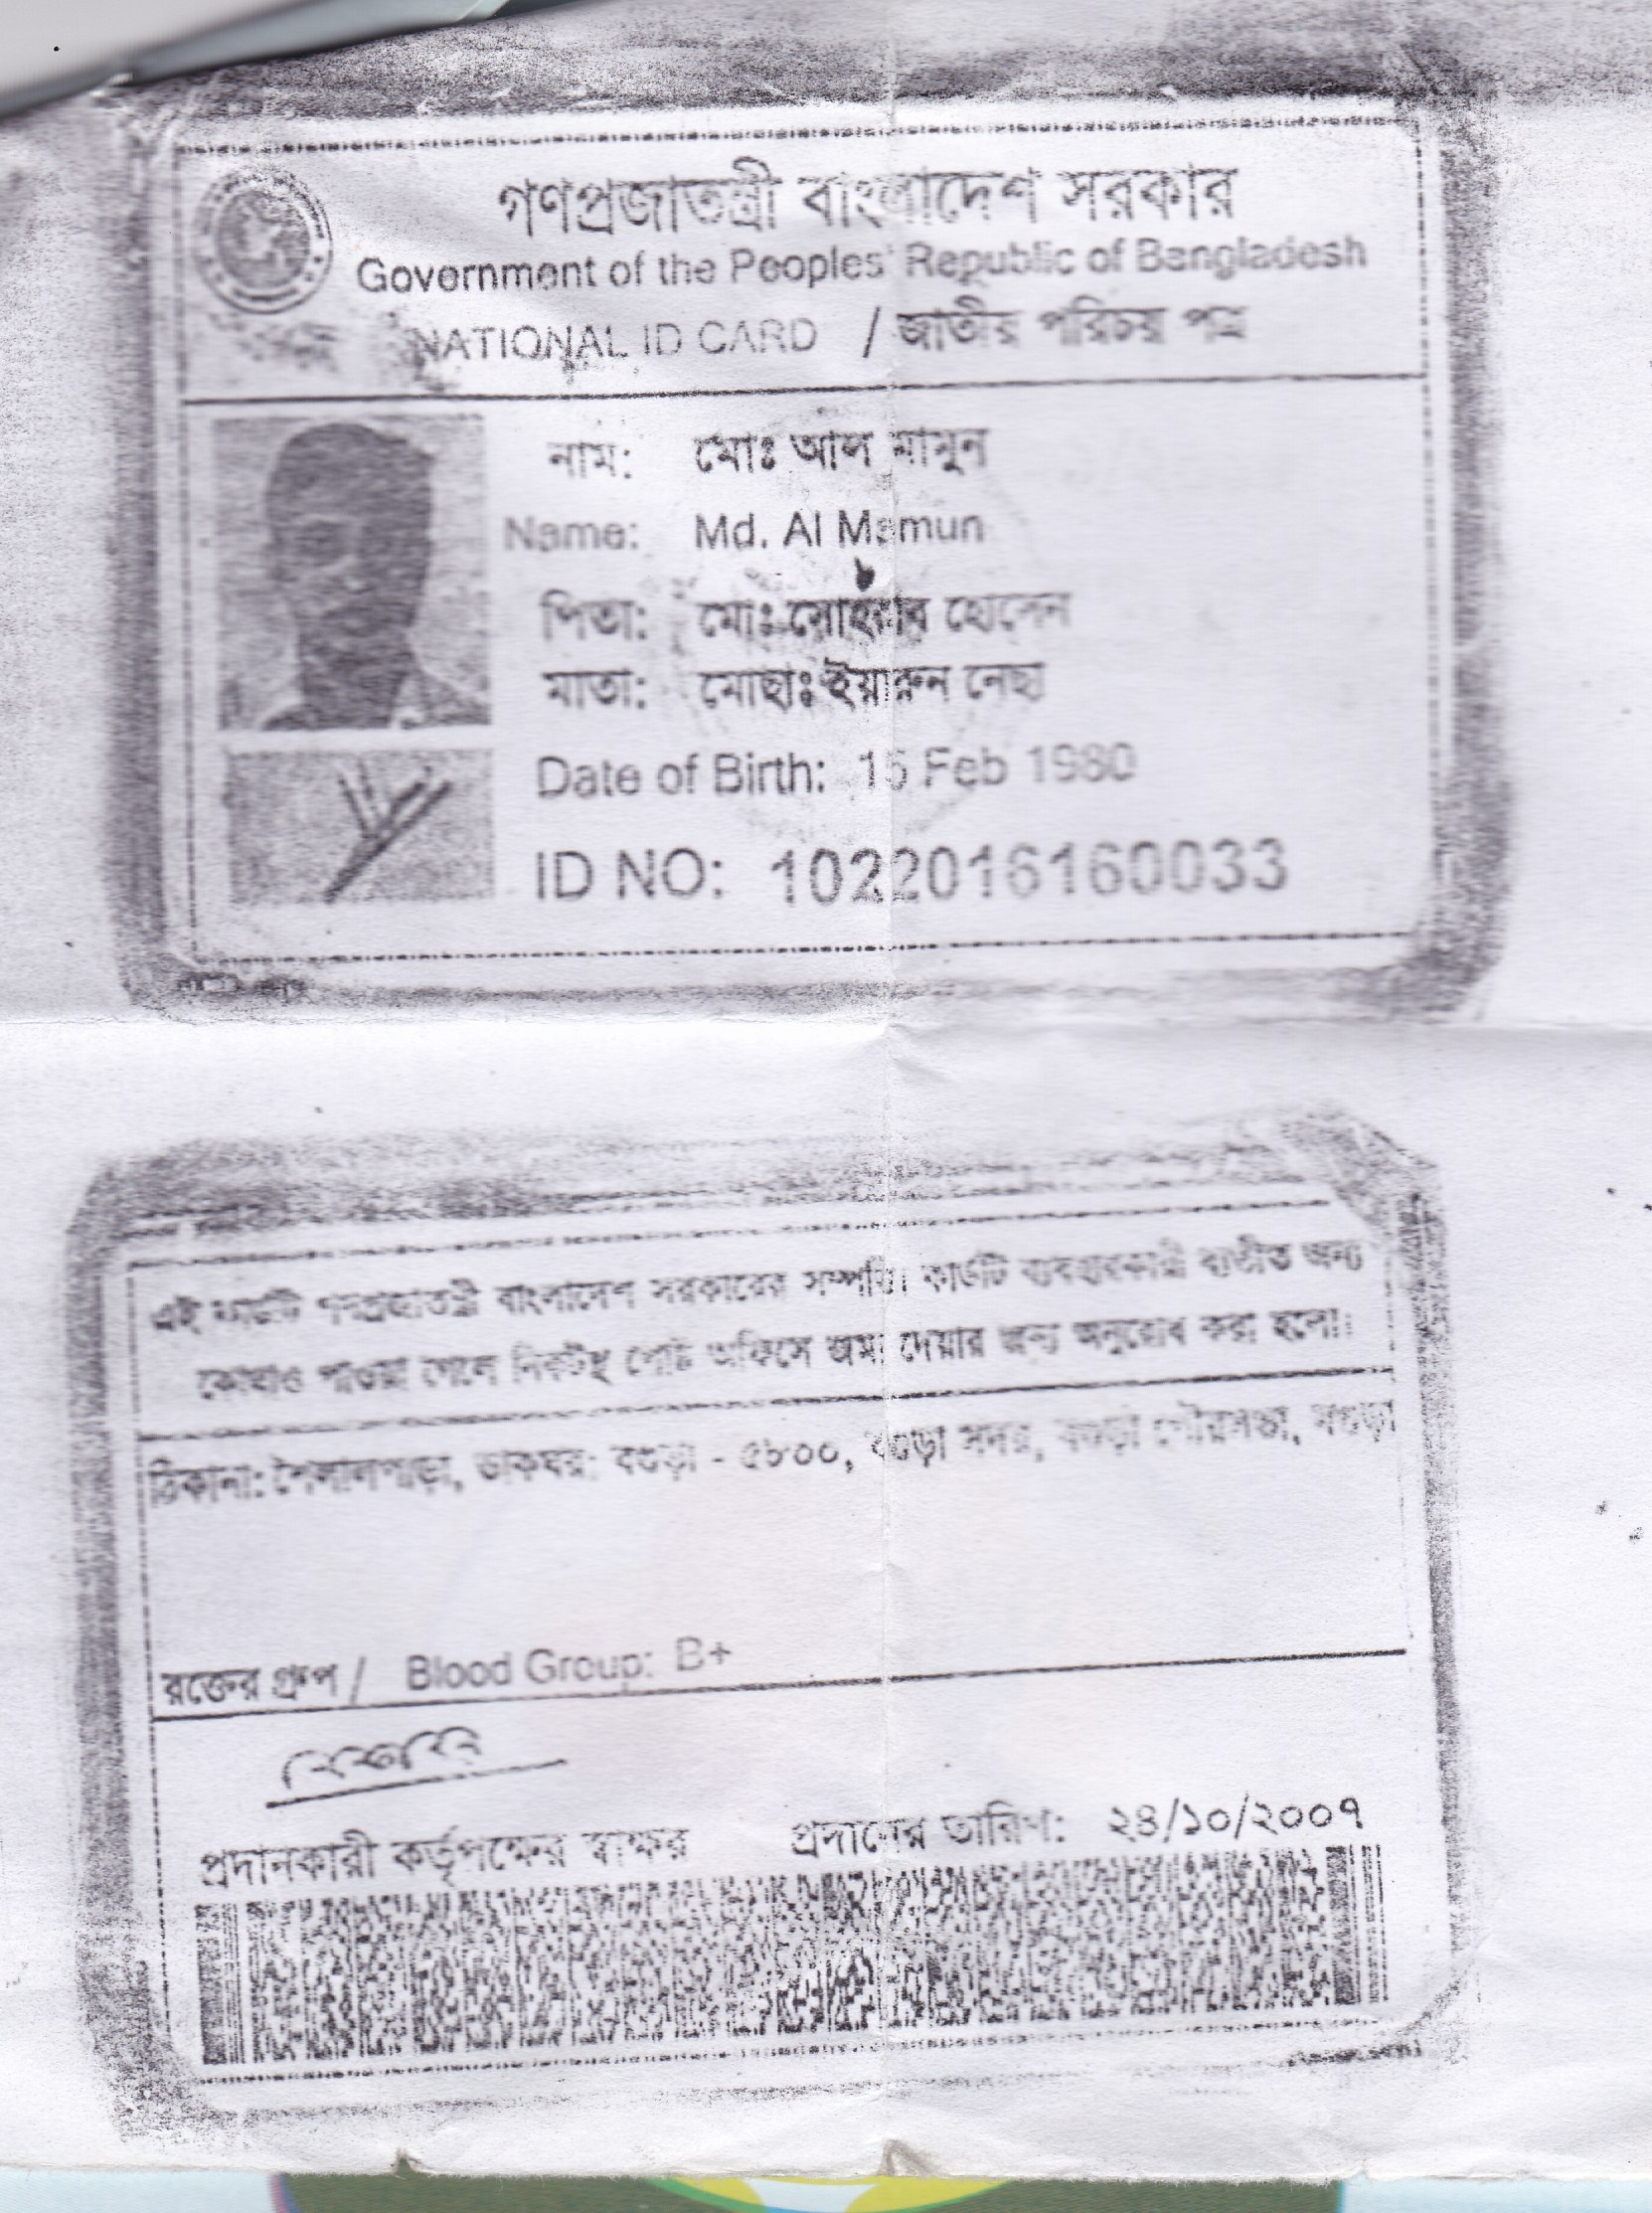 গণপ্রজাতন্ত্রী বাংলাদেশ সরকার
Government of the Peoples' Republic of Bangladesh
NATIONAL ID CARD / জাতীয় পরিচয় পত্র
নাম: মোঃ আল মামুন
Name: Md. Al Mamun
পিতা: মোঃ হোসেন
মাতা: মোছাঃ ইয়ারুন নেছা
Date of Birth: 15 Feb 1980
ID NO: 1022016160033
এই কার্ডটি গণপ্রজাতন্ত্রী বাংলাদেশ সরকারের সম্পত্তি। কার্ডটি ব্যবহারকারী ব্যতীত অন্য
কোথাও পাওয়া গেলে নিকটস্থ পোষ্ট অফিসে জমা দেয়ার জন্য অনুরোধ করা হলো।
ঠিকানা: ডাকঘর: বগুড়া - ৫৮০০, বগুড়া সদর, বগুড়া পৌরসভা, বগুড়া
রক্তের গ্রুপ / Blood Group: B+
প্রদানকারী কর্তৃপক্ষের স্বাক্ষর প্রদানের তারিখ: ২৪/১০/২০০৭